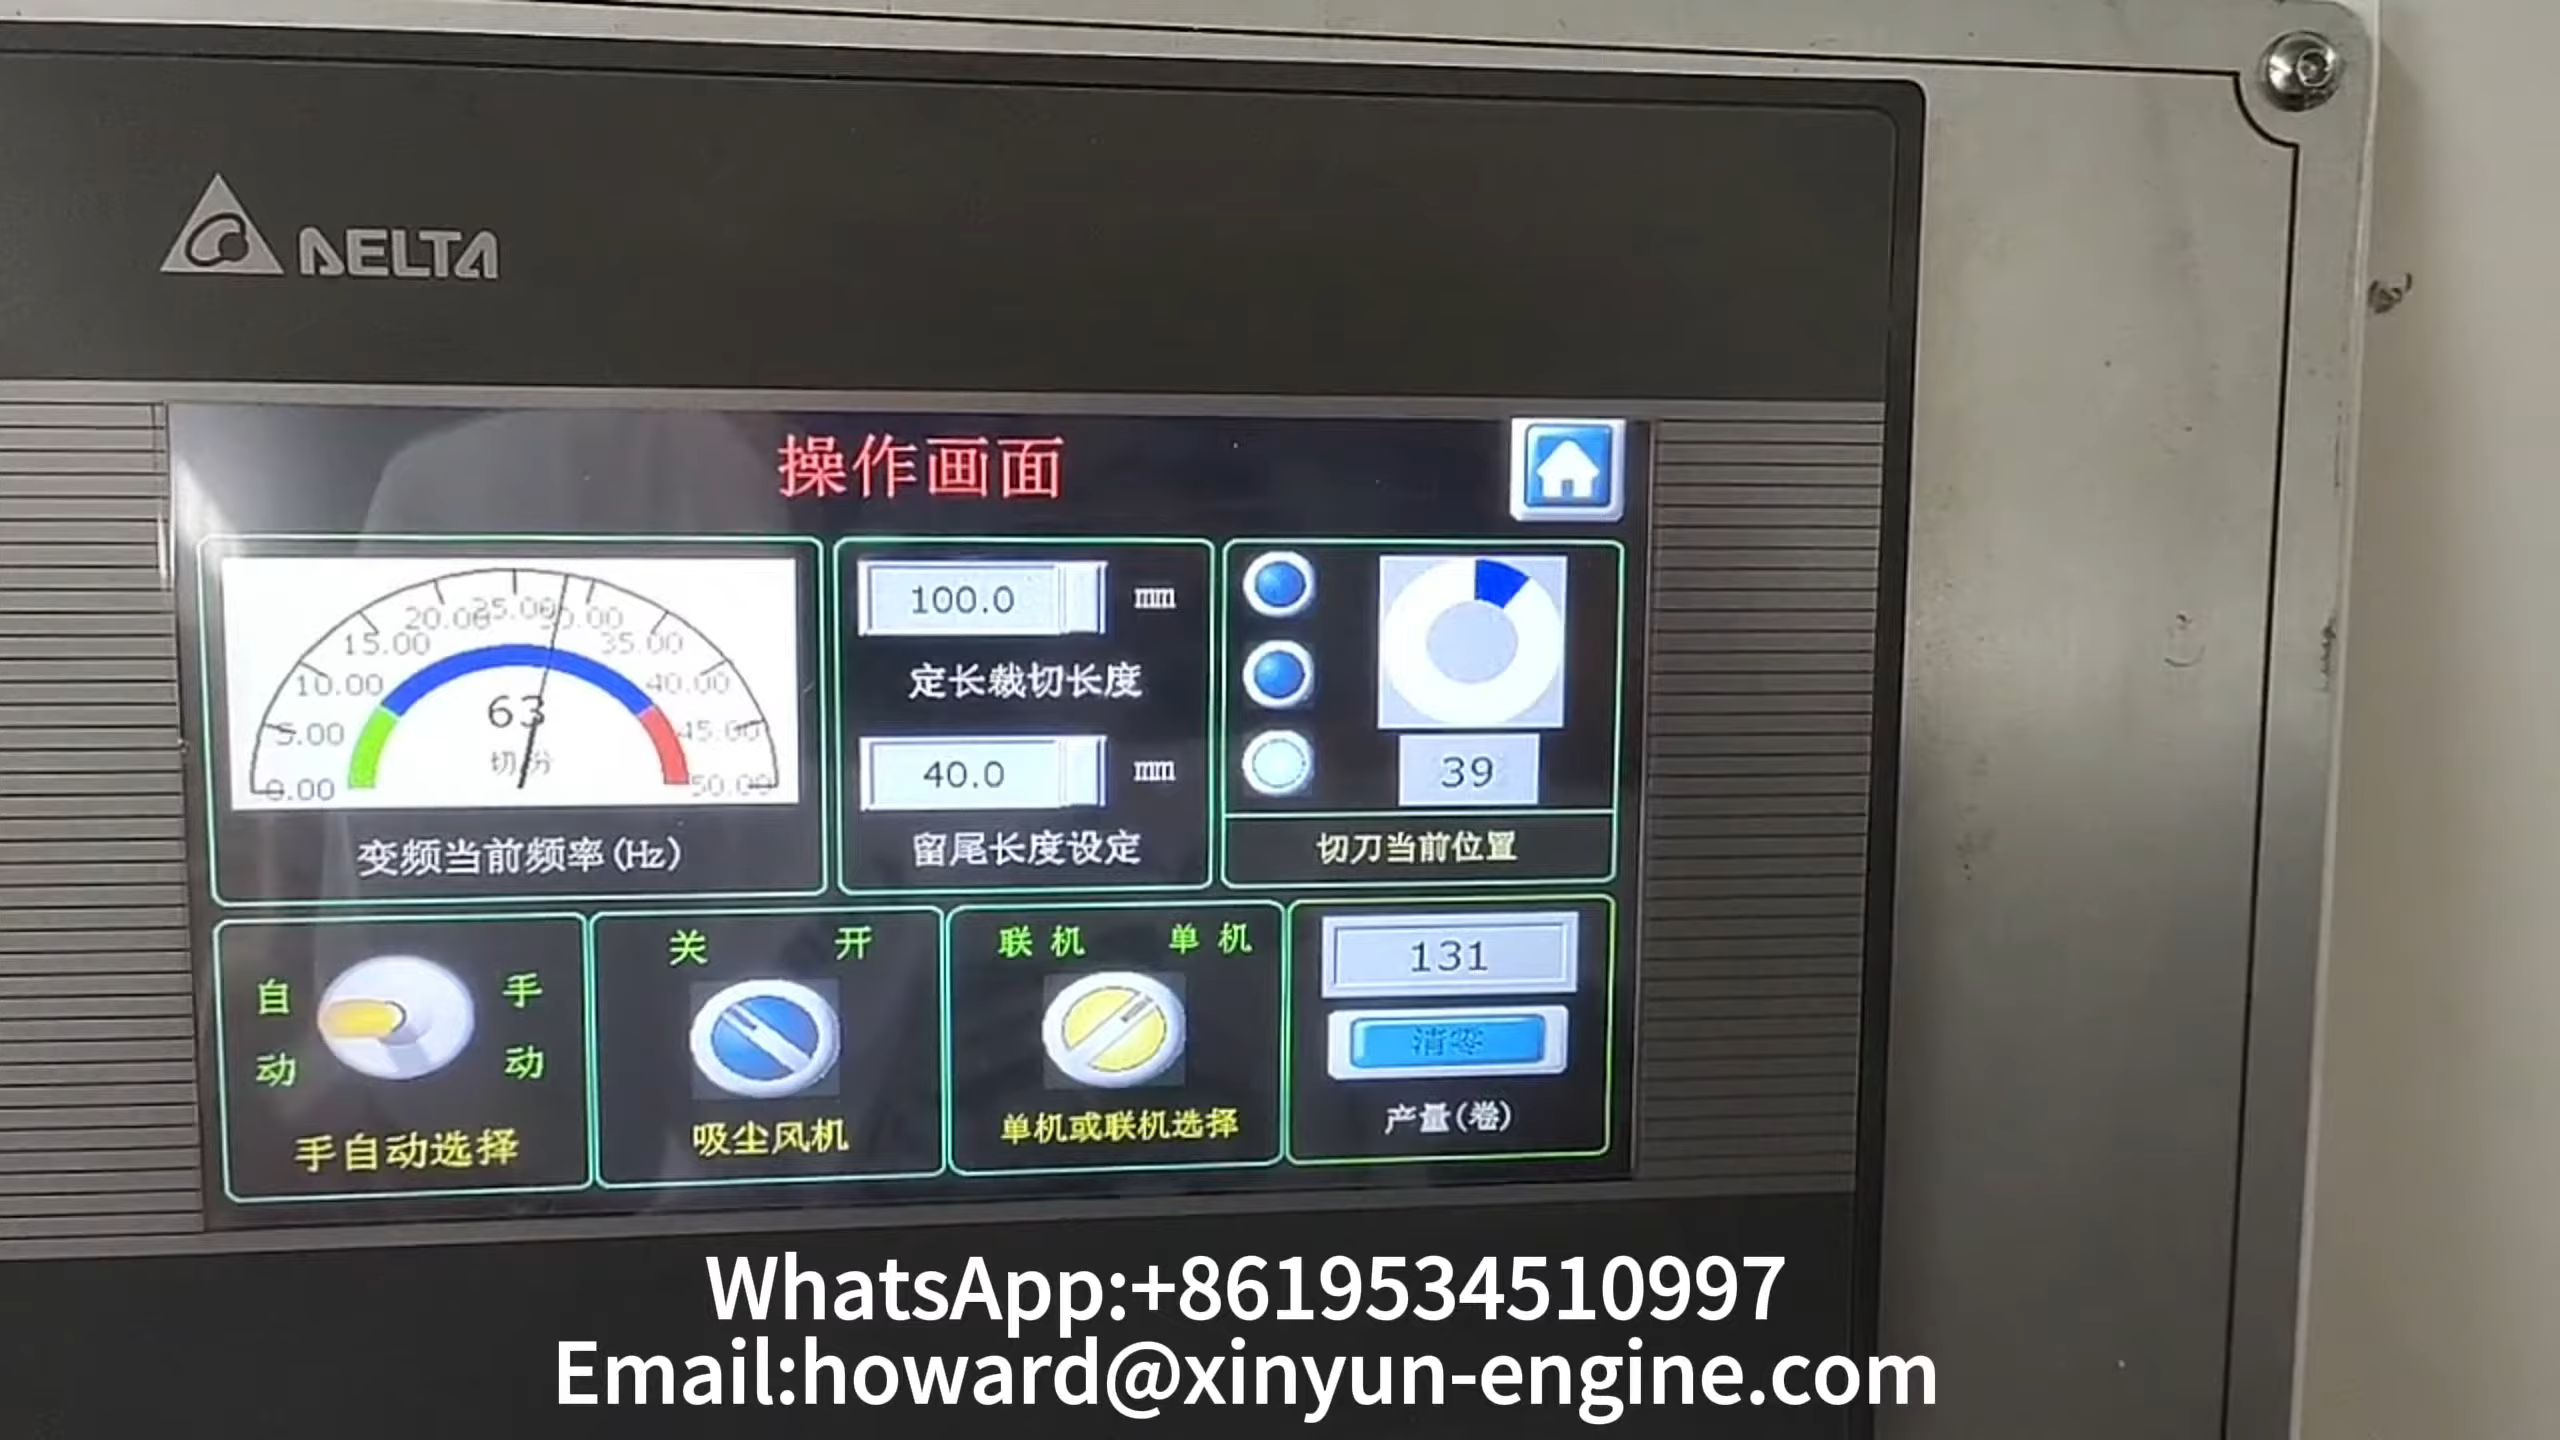 DELTA
操作画面
0.00 5.00 10.00 15.00 20.00 25.00 30.00 35.00 40.00 45.00 50.00
63
切/分
变频当前频率(Hz)
100.0 mm
定长裁切长度
40.0 mm
留尾长度设定
39
切刀当前位置
自动 手动
手自动选择
关 开
吸尘风机
联机 单机
单机或联机选择
131
清零
产量(卷)
WhatsApp:+8619534510997
Email:howard@xinyun-engine.com